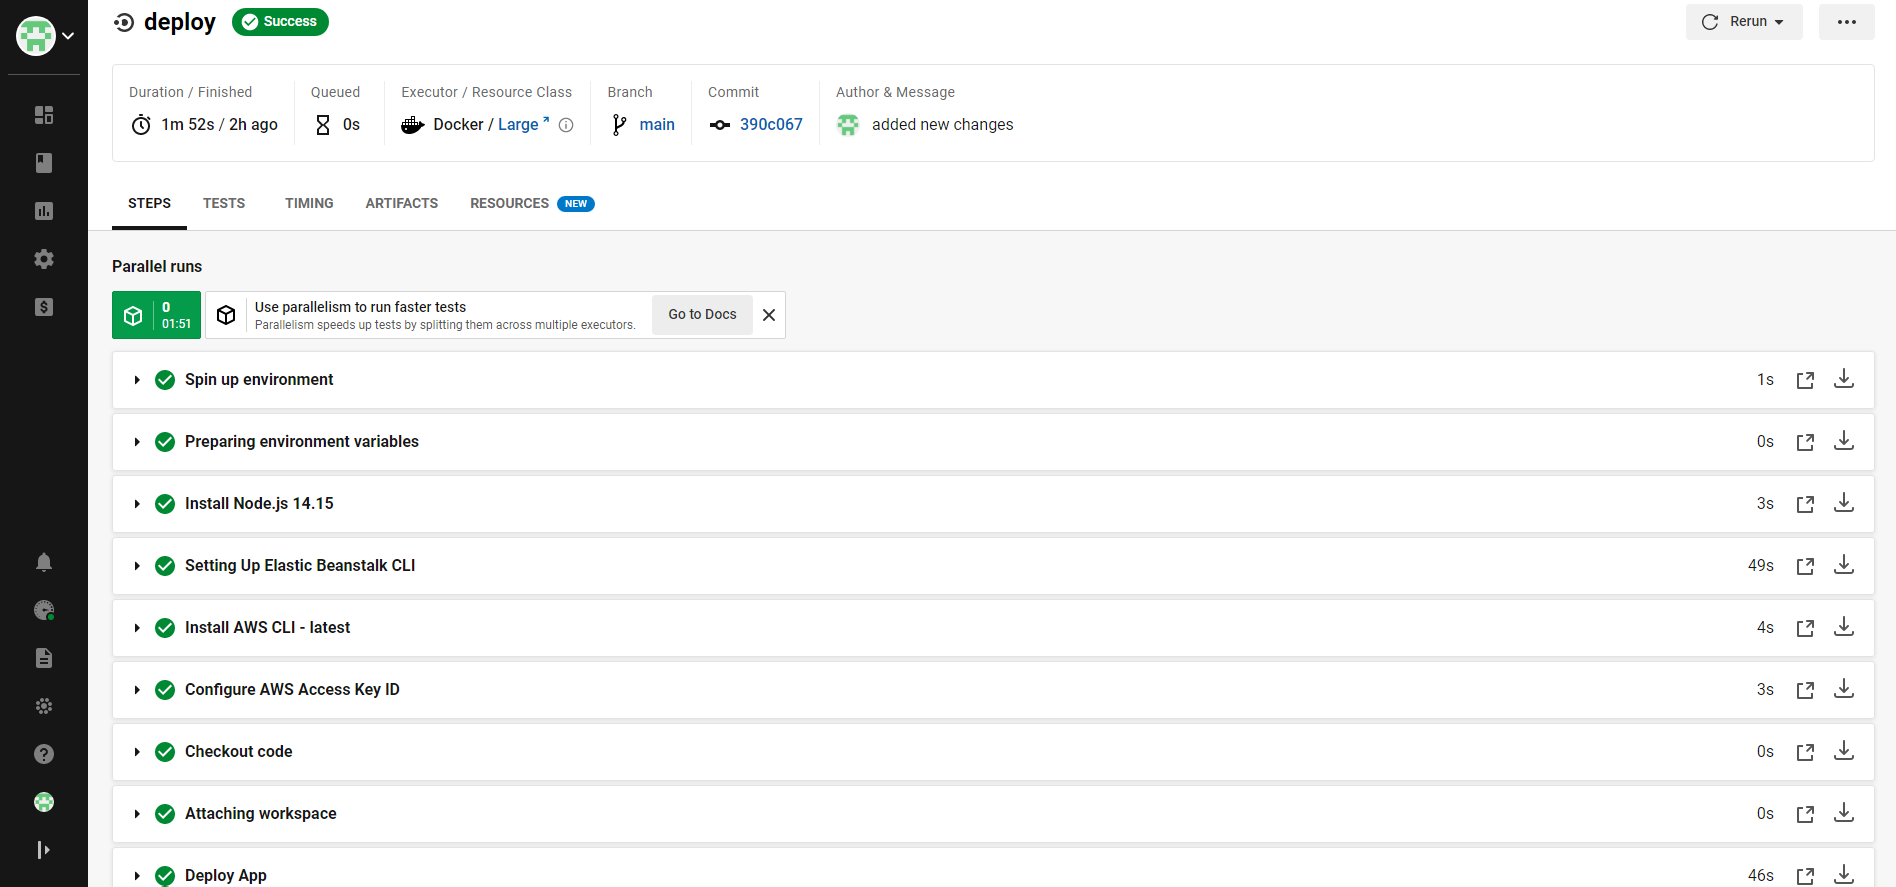 deploy Success Rerun
Duration / Finished Queued Executor / Resource Class Branch Commit Author & Message
1m 52s / 2h ago 0s Docker / Large main 390c067 added new changes
STEPS TESTS TIMING ARTIFACTS RESOURCES NEW
Parallel runs
0
01:51
Use parallelism to run faster tests
Parallelism speeds up tests by splitting them across multiple executors.
Go to Docs
Spin up environment 1s
Preparing environment variables 0s
Install Node.js 14.15 3s
Setting Up Elastic Beanstalk CLI 49s
Install AWS CLI - latest 4s
Configure AWS Access Key ID 3s
Checkout code 0s
Attaching workspace 0s
Deploy App 46s